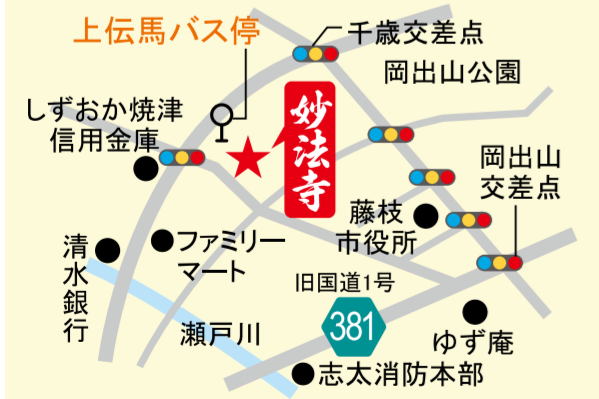 上伝馬バス停
千歳交差点
岡出山公園
しずおか焼津
信用金庫
妙法寺
岡出山
交差点
藤枝
市役所
清水銀行
ファミリー
マート
旧国道1号
381
瀬戸川
ゆず庵
志太消防本部